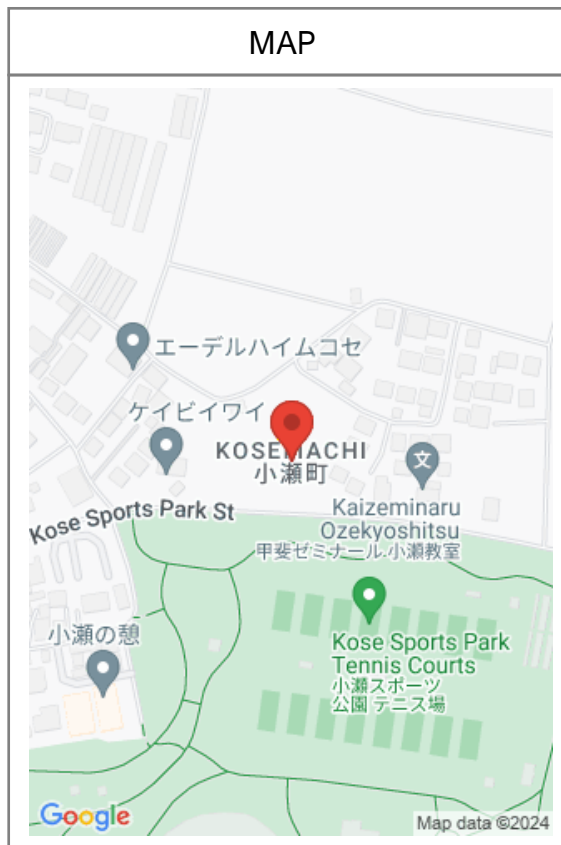 MAP
エーデルハイムコセ
ケイビイワイ
KOSEMACHI
小瀬町
文
Kaizeminaru
Ozekyoshitsu
甲斐ゼミナール 小瀬教室
Kose Sports Park St
Kose Sports Park
Tennis Courts
小瀬スポーツ
公園 テニス場
小瀬の憩
Google
Map data ©2024